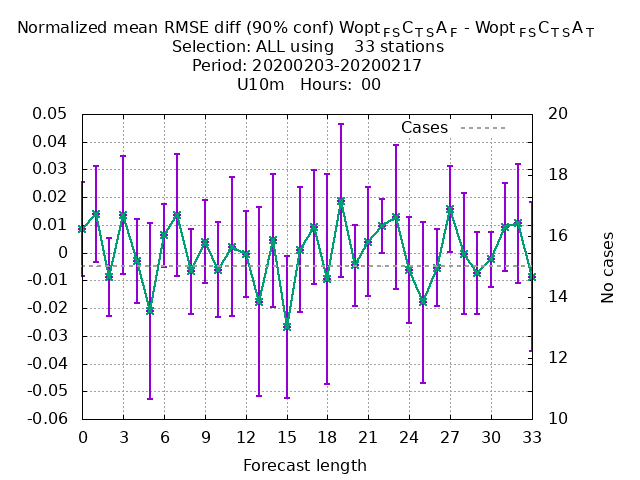 Normalized mean RMSE diff (90% conf) Wopt FS C TS A F - Wopt FS C TS A T
Selection: ALL using 33 stations
Period: 20200203-20200217
U10m Hours: 00
0.05 20
Cases
0.04
0.03 18
0.02
0.01 16
0
-0.01
-0.02 14
-0.03
-0.04 12
-0.05
-0.06 10
No cases
0 3 6 9 12 15 18 21 24 27 30 33
Forecast length